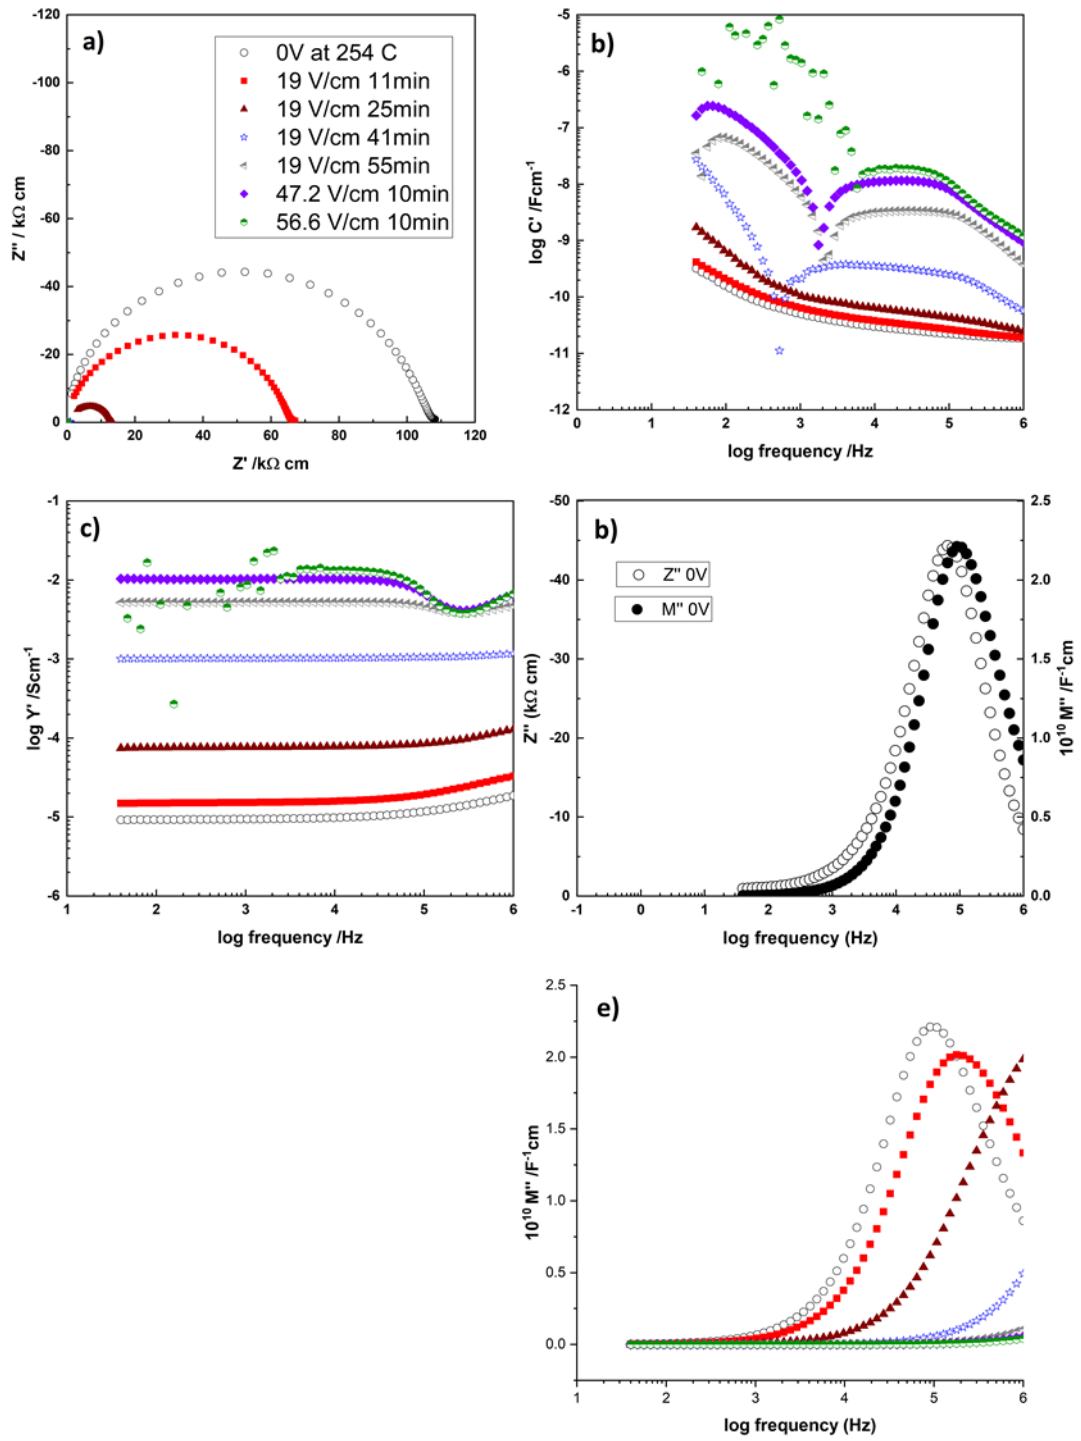 a)
0V at 254 C
19 V/cm 11min
19 V/cm 25min
19 V/cm 41min
19 V/cm 55min
47.2 V/cm 10min
56.6 V/cm 10min
-120
-100
-80
-60
-40
-20
0
Z'' / kΩ cm
0 20 40 60 80 100 120
Z' /kΩ cm
b)
-5
-6
-7
-8
-9
-10
-11
-12
log C' /Fcm⁻¹
0 1 2 3 4 5 6
log frequency /Hz
c)
-1
-2
-3
-4
-5
-6
log Y' /Scm⁻¹
1 2 3 4 5 6
log frequency /Hz
b)
Z'' 0V
M'' 0V
-50
-40
-30
-20
-10
0
Z'' (kΩ cm)
2.5
2.0
1.5
1.0
0.5
0.0
10¹⁰ M'' /F⁻¹cm
-1 0 1 2 3 4 5 6
log frequency (Hz)
e)
2.5
2.0
1.5
1.0
0.5
0.0
10¹⁰ M'' /F⁻¹cm
1 2 3 4 5 6
log frequency (Hz)